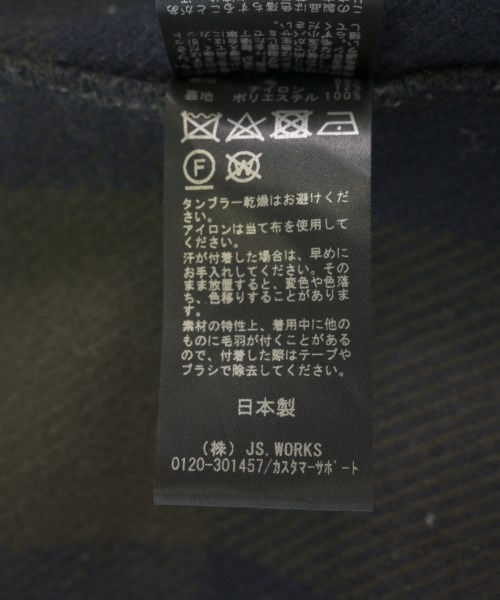 裏地 ポリエステル 100%
F
W
タンブラー乾燥はお避けくだ
さい。
アイロンは当て布を使用して
ください。
汗が付着した場合は、早めに
お手入れしてください。その
まま放置すると、変色や色落
ち、色移りすることがありま
す。
素材の特性上、着用中に他の
ものに毛羽が付くことがある
ので、付着した際はテープや
ブラシで除去してください。
日本製
(株) JS.WORKS
0120-301457/カスタマーサポート